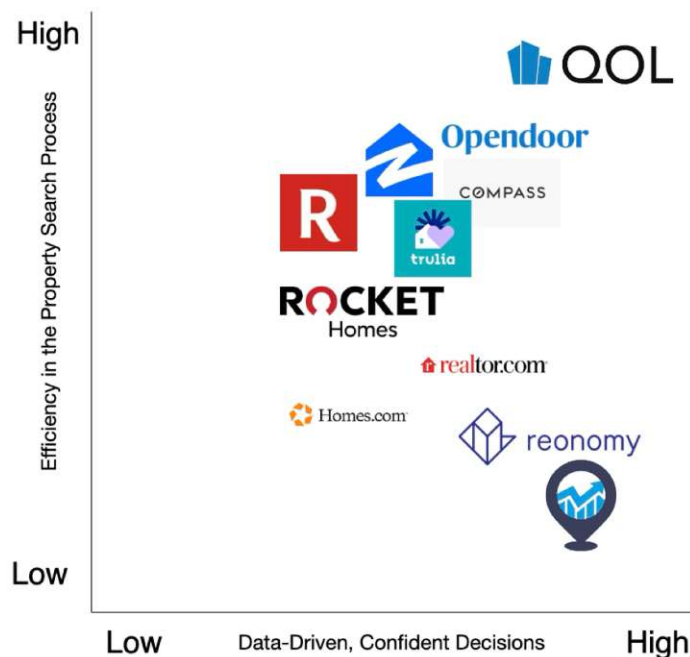 High
QOL
Opendoor
COMPASS
R
trulia
ROCKET
Homes
realtor.com
Homes.com
reonomy
Efficiency in the Property Search Process
Low
Low
Data-Driven, Confident Decisions
High